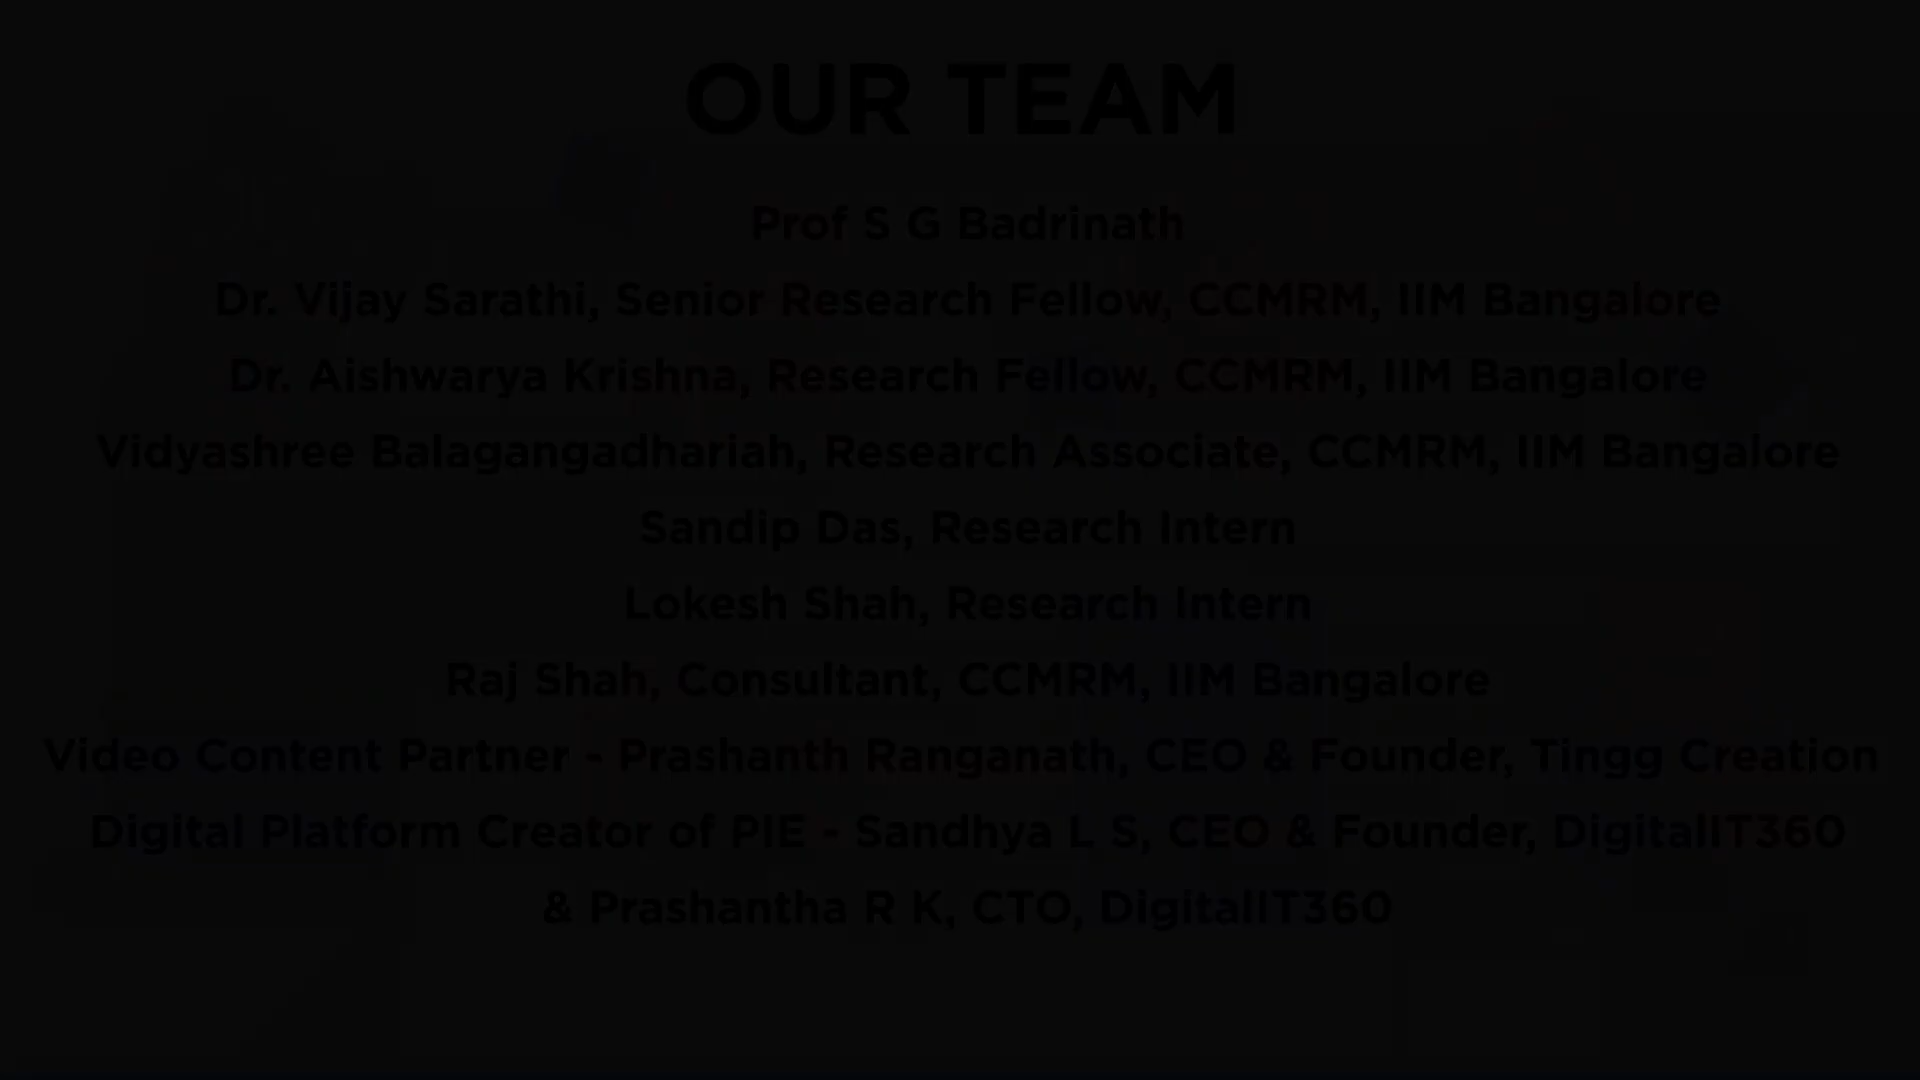 OUR TEAM
Prof S G Badrinath
Dr. Vijay Sarathi, Senior Research Fellow, CCMRM, IIM Bangalore
Dr. Aishwarya Krishna, Research Fellow, CCMRM, IIM Bangalore
Vidyashree Balagangadhariah, Research Associate, CCMRM, IIM Bangalore
Sandip Das, Research Intern
Lokesh Shah, Research Intern
Raj Shah, Consultant, CCMRM, IIM Bangalore
Video Content Partner - Prashanth Ranganath, CEO & Founder, Tingg Creation
Digital Platform Creator of PIE - Sandhya L S, CEO & Founder, DigitalIT360
& Prashantha R K, CTO, DigitalIT360